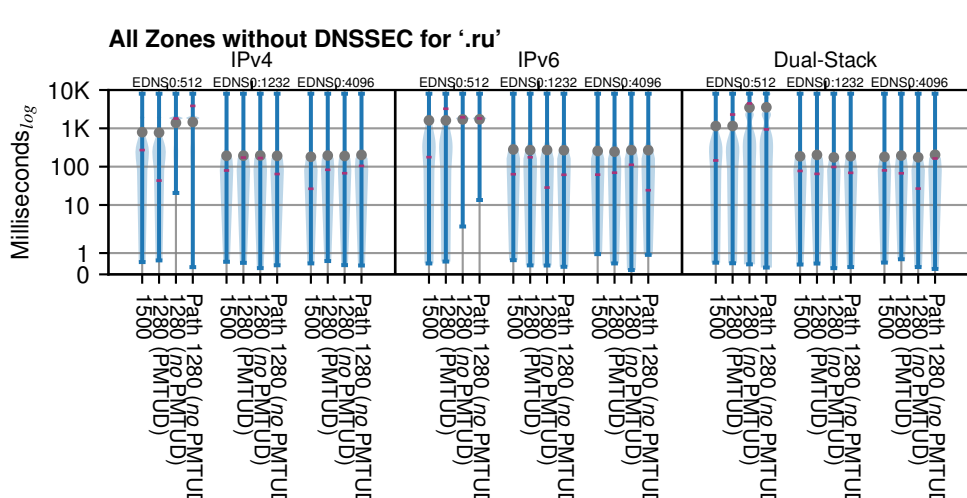 All Zones without DNSSEC for ‘.ru’
IPv4
IPv6
Dual-Stack
EDNS0:512
EDNS0:1232
EDNS0:4096
EDNS0:512
EDNS0:1232
EDNS0:4096
EDNS0:512
EDNS0:1232
EDNS0:4096
Milliseconds log
10K
1K
100
10
1
0
1500
1280 (PMTUD)
1280 (no PMTUD)
Path 1280 (no PMTUD
1500
1280 (PMTUD)
1280 (no PMTUD)
Path 1280 (no PMTUD
1500
1280 (PMTUD)
1280 (no PMTUD)
Path 1280 (no PMTUD
1500
1280 (PMTUD)
1280 (no PMTUD)
Path 1280 (no PMTUD
1500
1280 (PMTUD)
1280 (no PMTUD)
Path 1280 (no PMTUD
1500
1280 (PMTUD)
1280 (no PMTUD)
Path 1280 (no PMTUD
1500
1280 (PMTUD)
1280 (no PMTUD)
Path 1280 (no PMTUD
1500
1280 (PMTUD)
1280 (no PMTUD)
Path 1280 (no PMTUD
1500
1280 (PMTUD)
1280 (no PMTUD)
Path 1280 (no PMTUD